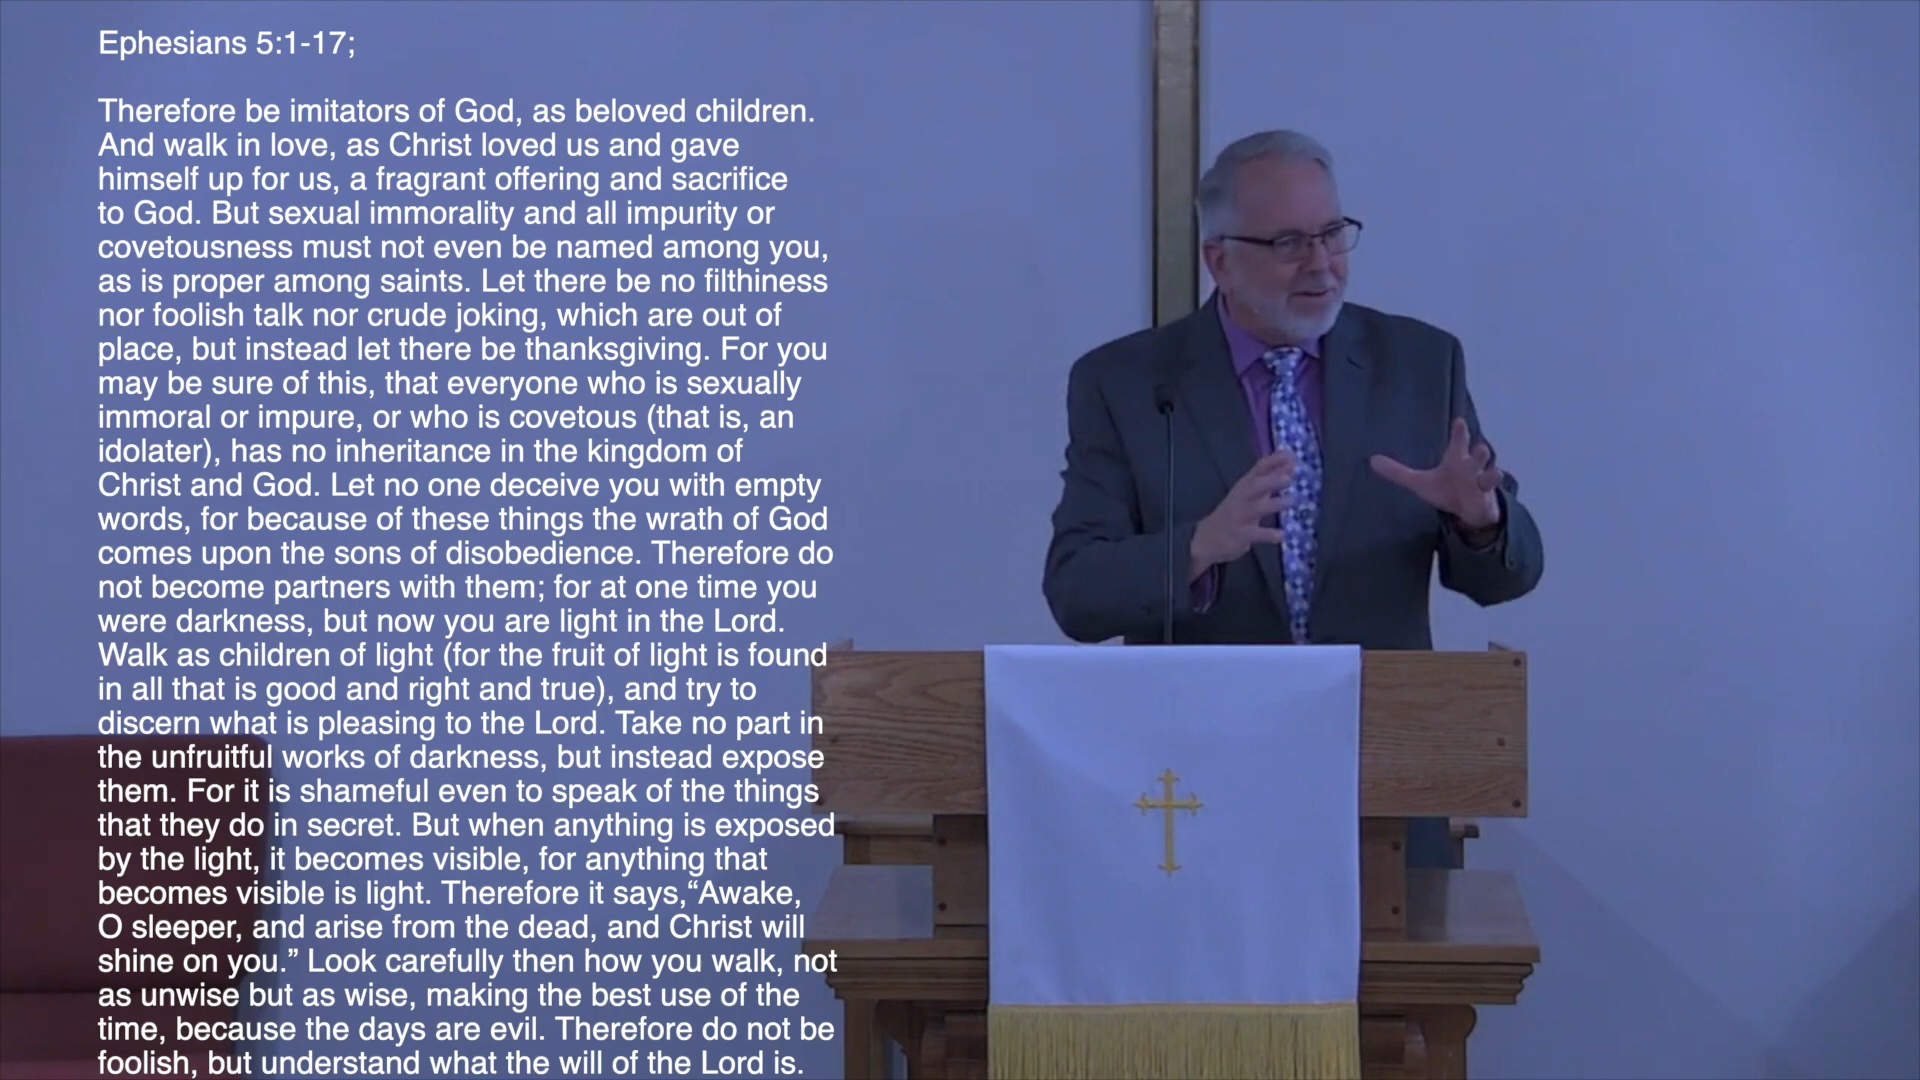 Ephesians 5:1-17;
Therefore be imitators of God, as beloved children.
And walk in love, as Christ loved us and gave
himself up for us, a fragrant offering and sacrifice
to God. But sexual immorality and all impurity or
covetousness must not even be named among you,
as is proper among saints. Let there be no filthiness
nor foolish talk nor crude joking, which are out of
place, but instead let there be thanksgiving. For you
may be sure of this, that everyone who is sexually
immoral or impure, or who is covetous (that is, an
idolater), has no inheritance in the kingdom of
Christ and God. Let no one deceive you with empty
words, for because of these things the wrath of God
comes upon the sons of disobedience. Therefore do
not become partners with them; for at one time you
were darkness, but now you are light in the Lord.
Walk as children of light (for the fruit of light is found
in all that is good and right and true), and try to
discern what is pleasing to the Lord. Take no part in
the unfruitful works of darkness, but instead expose
them. For it is shameful even to speak of the things
that they do in secret. But when anything is exposed
by the light, it becomes visible, for anything that
becomes visible is light. Therefore it says,“Awake,
O sleeper, and arise from the dead, and Christ will
shine on you.” Look carefully then how you walk, not
as unwise but as wise, making the best use of the
time, because the days are evil. Therefore do not be
foolish, but understand what the will of the Lord is.